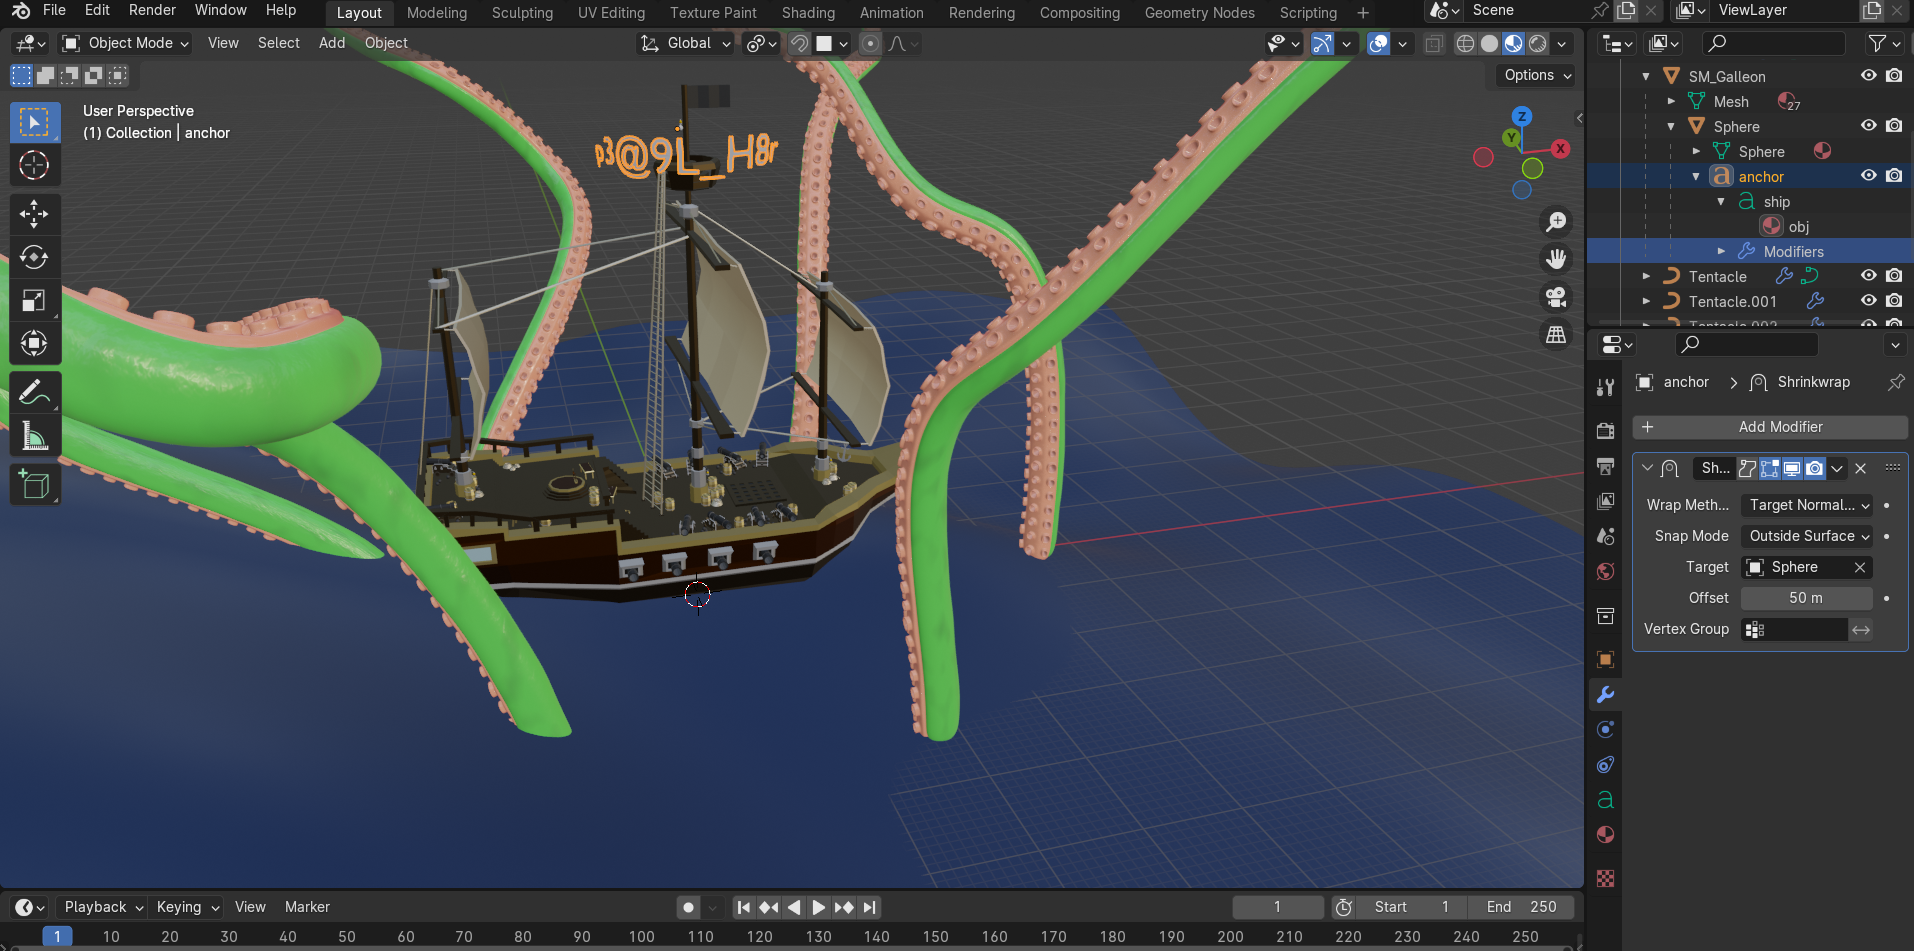 File Edit Render Window Help Layout Modeling Sculpting UV Editing Texture Paint Shading Animation Rendering Compositing Geometry Nodes Scripting + Scene ViewLayer
Object Mode View Select Add Object Global
Options
User Perspective
(1) Collection | anchor
p3@9L_H8r
Z
Y
X
SM_Galleon
Mesh 27
Sphere
Sphere
anchor
ship
obj
Modifiers
Tentacle
Tentacle.001
Tentacle.002
anchor Shrinkwrap
Add Modifier
Sh...
Wrap Meth... Target Normal...
Snap Mode Outside Surface
Target Sphere
Offset 50 m
Vertex Group
Playback Keying View Marker 1 Start 1 End 250
1 10 20 30 40 50 60 70 80 90 100 110 120 130 140 150 160 170 180 190 200 210 220 230 240 250